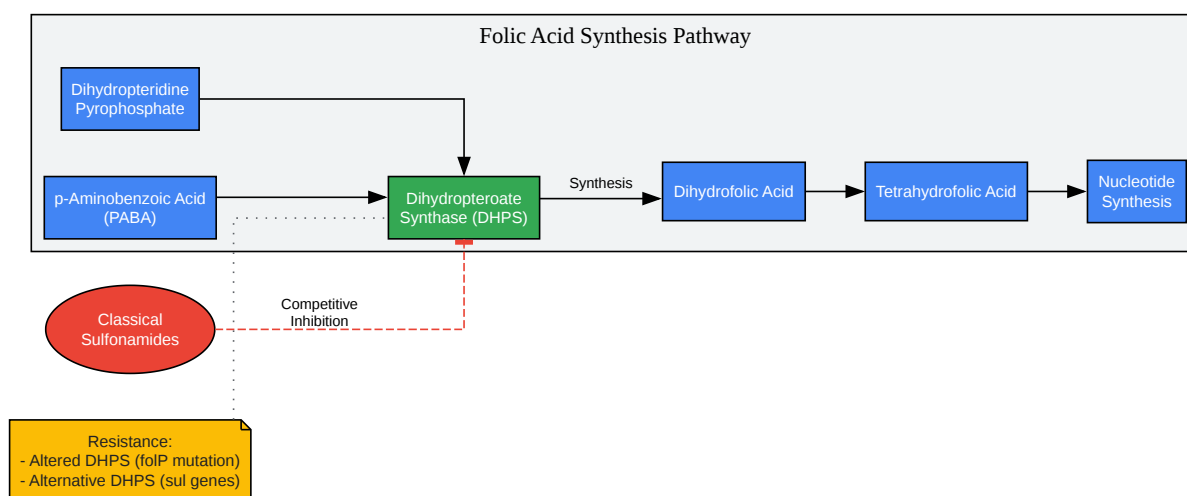 Folic Acid Synthesis Pathway
Dihydropteridine
Pyrophosphate
p-Aminobenzoic Acid
(PABA)
Dihydropteroate
Synthase (DHPS)
Synthesis
Dihydrofolic Acid
Tetrahydrofolic Acid
Nucleotide
Synthesis
Classical
Sulfonamides
Competitive
Inhibition
Resistance:
- Altered DHPS (folP mutation)
- Alternative DHPS (sul genes)